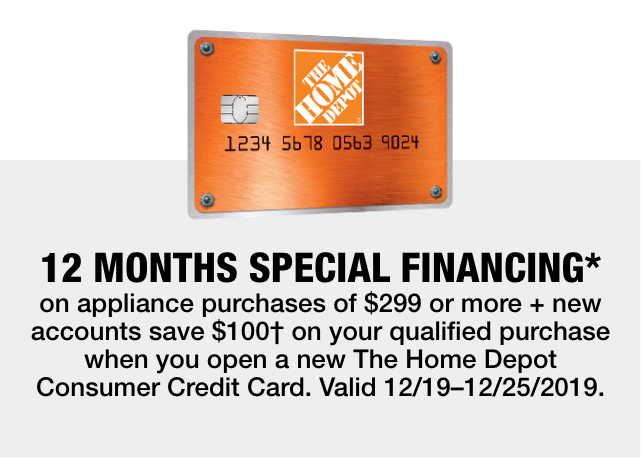 THE
HOME
DEPOT
1234 5678 0563 9024
12 MONTHS SPECIAL FINANCING*
on appliance purchases of $299 or more + new
accounts save $100† on your qualified purchase
when you open a new The Home Depot
Consumer Credit Card. Valid 12/19–12/25/2019.